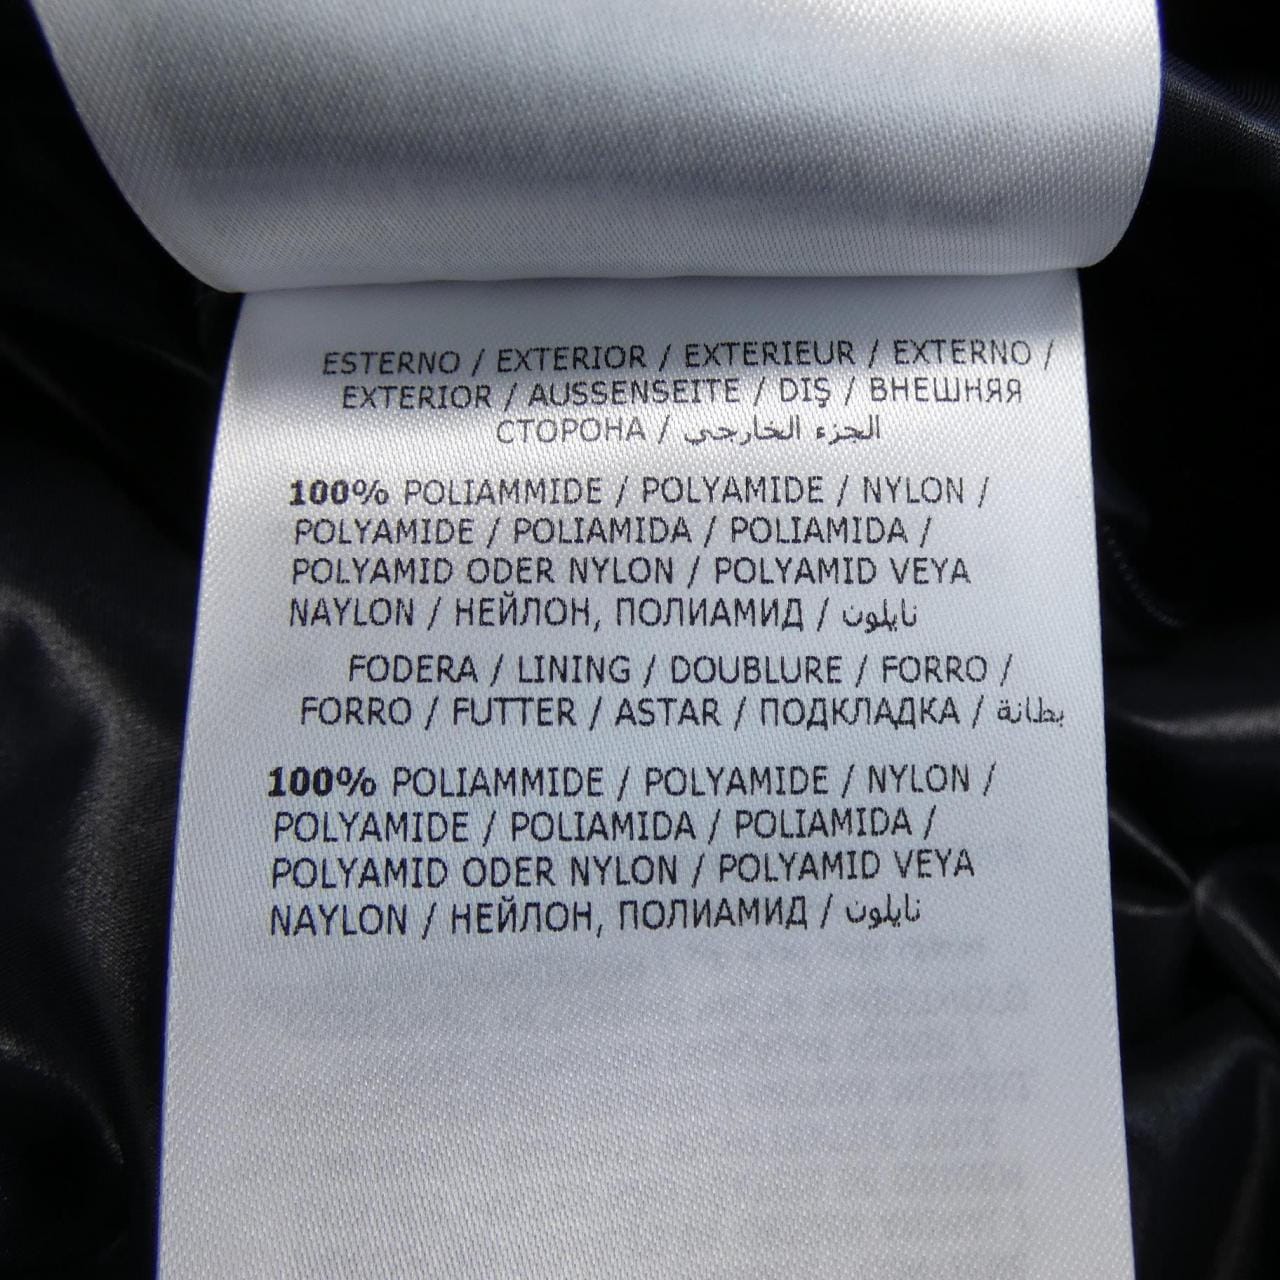 ESTERNO / EXTERIOR / EXTERIEUR / EXTERNO /
EXTERIOR / AUSSENSEITE / DIŞ / ВНЕШНЯЯ
СТОРОНА / الجزء الخارجي
100% POLIAMMIDE / POLYAMIDE / NYLON /
POLYAMIDE / POLIAMIDA / POLIAMIDA /
POLYAMID ODER NYLON / POLYAMID VEYA
NAYLON / НЕЙЛОН, ПОЛИАМИД / نايلون
FODERA / LINING / DOUBLURE / FORRO /
FORRO / FUTTER / ASTAR / ПОДКЛАДКА / بطانة
100% POLIAMMIDE / POLYAMIDE / NYLON /
POLYAMIDE / POLIAMIDA / POLIAMIDA /
POLYAMID ODER NYLON / POLYAMID VEYA
NAYLON / НЕЙЛОН, ПОЛИАМИД / نايلون